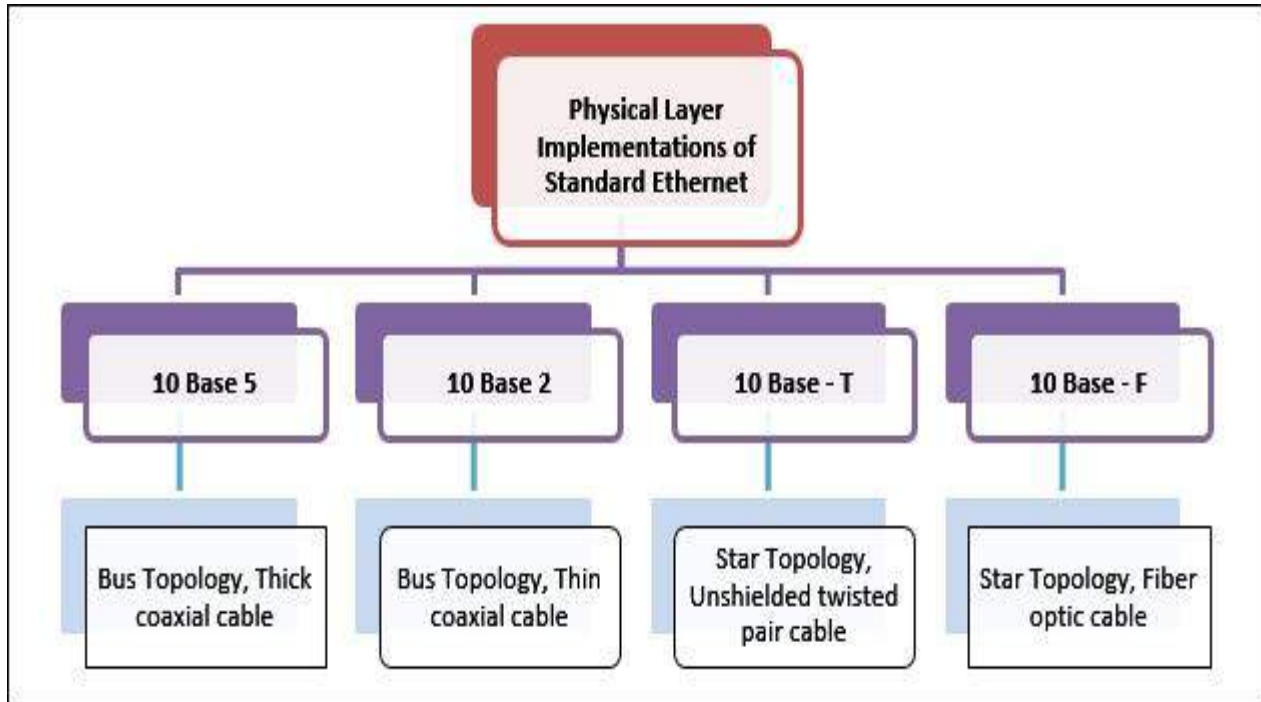 Physical Layer
Implementations of
Standard Ethernet
10 Base 5
10 Base 2
10 Base - T
10 Base - F
Bus Topology, Thick
coaxial cable
Bus Topology, Thin
coaxial cable
Star Topology,
Unshielded twisted
pair cable
Star Topology, Fiber
optic cable